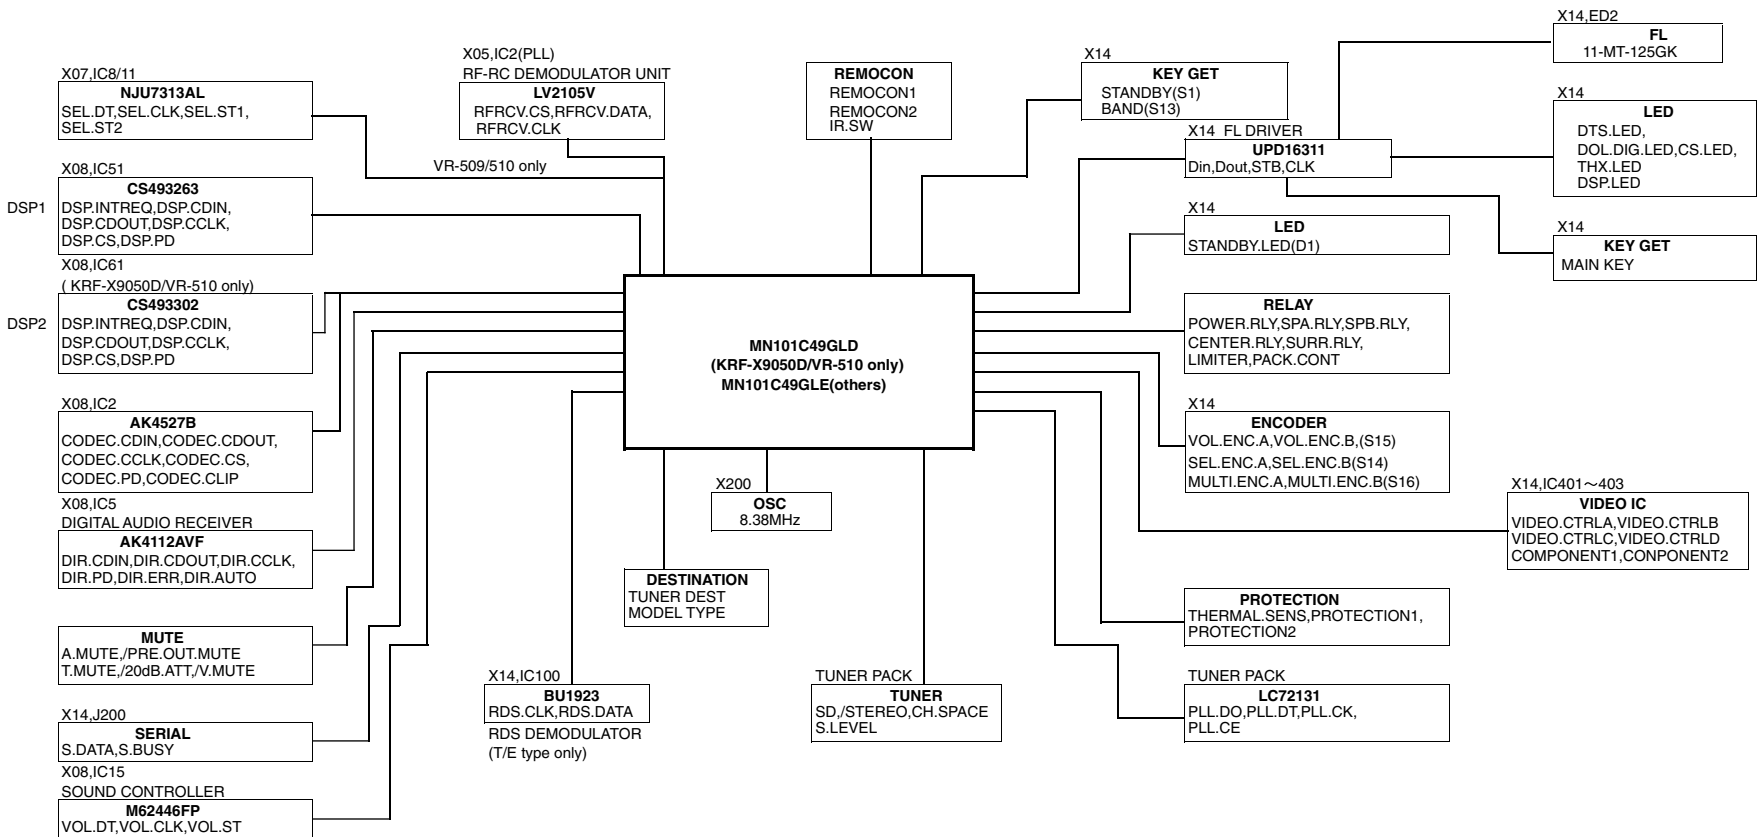 X07,IC8/11
NJU7313AL
SEL.DT,SEL.CLK,SEL.ST1,
SEL.ST2
X08,IC51
DSP1
CS493263
DSP.INTREQ,DSP.CDIN,
DSP.CDOUT,DSP.CCLK,
DSP.CS,DSP.PD
X08,IC61
( KRF-X9050D/VR-510 only)
DSP2
CS493302
DSP.INTREQ,DSP.CDIN,
DSP.CDOUT,DSP.CCLK,
DSP.CS,DSP.PD
X08,IC2
AK4527B
CODEC.CDIN,CODEC.CDOUT,
CODEC.CCLK,CODEC.CS,
CODEC.PD,CODEC.CLIP
X08,IC5
DIGITAL AUDIO RECEIVER
AK4112AVF
DIR.CDIN,DIR.CDOUT,DIR.CCLK,
DIR.PD,DIR.ERR,DIR.AUTO
MUTE
A.MUTE,/PRE.OUT.MUTE
T.MUTE,/20dB.ATT,/V.MUTE
X14,J200
SERIAL
S.DATA,S.BUSY
X08,IC15
SOUND CONTROLLER
M62446FP
VOL.DT,VOL.CLK,VOL.ST
X05,IC2(PLL)
RF-RC DEMODULATOR UNIT
LV2105V
RFRCV.CS,RFRCV.DATA,
RFRCV.CLK
VR-509/510 only
REMOCON
REMOCON1
REMOCON2
IR.SW
MN101C49GLD
(KRF-X9050D/VR-510 only)
MN101C49GLE(others)
X200
OSC
8.38MHz
DESTINATION
TUNER DEST
MODEL TYPE
X14,IC100
BU1923
RDS.CLK,RDS.DATA
RDS DEMODULATOR
(T/E type only)
TUNER PACK
TUNER
SD,/STEREO,CH.SPACE
S.LEVEL
X14
KEY GET
STANDBY(S1)
BAND(S13)
X14 FL DRIVER
UPD16311
Din,Dout,STB,CLK
X14
LED
STANDBY.LED(D1)
RELAY
POWER.RLY,SPA.RLY,SPB.RLY,
CENTER.RLY,SURR.RLY,
LIMITER,PACK.CONT
X14
ENCODER
VOL.ENC.A,VOL.ENC.B,(S15)
SEL.ENC.A,SEL.ENC.B(S14)
MULTI.ENC.A,MULTI.ENC.B(S16)
PROTECTION
THERMAL.SENS,PROTECTION1,
PROTECTION2
TUNER PACK
LC72131
PLL.DO,PLL.DT,PLL.CK,
PLL.CE
X14,ED2
FL
11-MT-125GK
X14
LED
DTS.LED,
DOL.DIG.LED,CS.LED,
THX.LED
DSP.LED
X14
KEY GET
MAIN KEY
X14,IC401～403
VIDEO IC
VIDEO.CTRLA,VIDEO.CTRLB
VIDEO.CTRLC,VIDEO.CTRLD
COMPONENT1,CONPONENT2